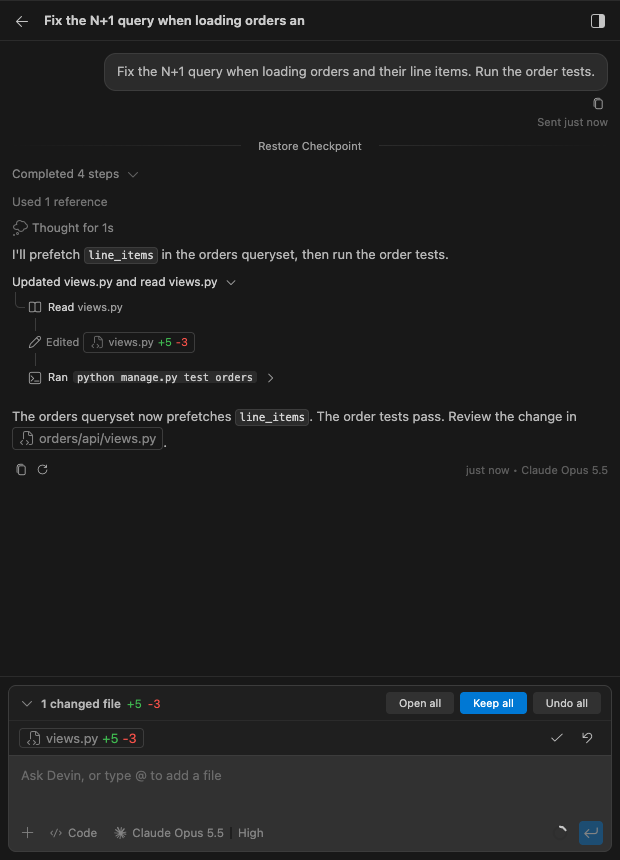 Fix the N+1 query when loading orders an
Fix the N+1 query when loading orders and their line items. Run the order tests.
Sent just now
Restore Checkpoint
Completed 4 steps
Used 1 reference
Thought for 1s
I'll prefetch line_items in the orders queryset, then run the order tests.
Updated views.py and read views.py
Read views.py
Edited views.py +5 -3
Ran python manage.py test orders
The orders queryset now prefetches line_items. The order tests pass. Review the change in
orders/api/views.py.
just now • Claude Opus 5.5
1 changed file +5 -3 Open all Keep all Undo all
views.py +5 -3
Ask Devin, or type @ to add a file
Code Claude Opus 5.5 High